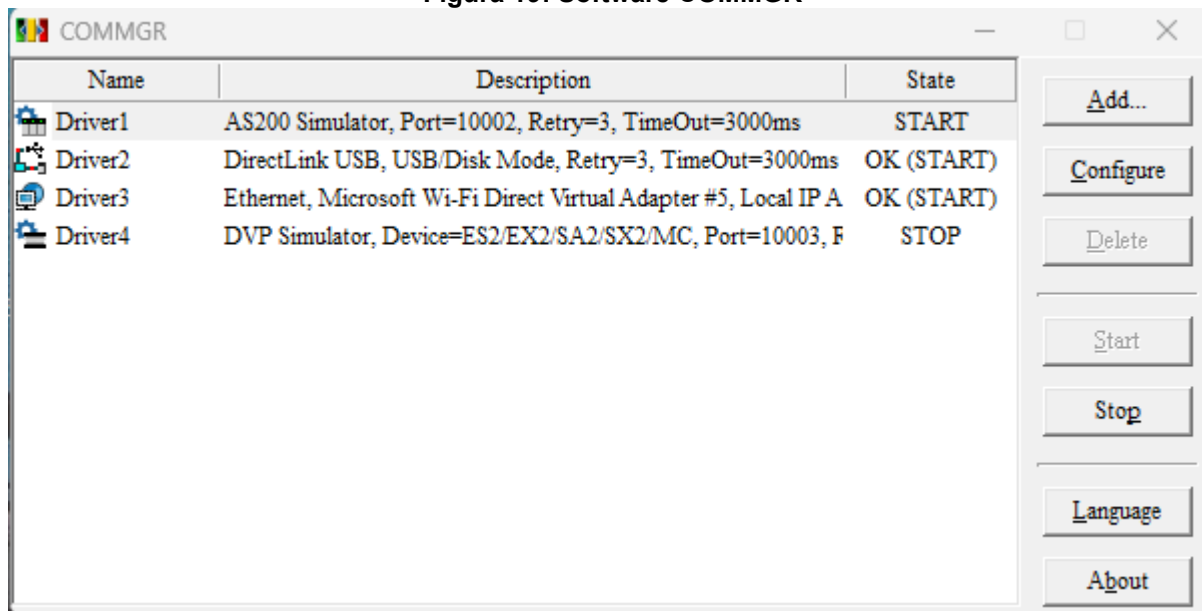 Figura 10: Software COMMGR
COMMGR
Name Description State
Driver1 AS200 Simulator, Port=10002, Retry=3, TimeOut=3000ms START
Driver2 DirectLink USB, USB/Disk Mode, Retry=3, TimeOut=3000ms OK (START)
Driver3 Ethernet, Microsoft Wi-Fi Direct Virtual Adapter #5, Local IP A OK (START)
Driver4 DVP Simulator, Device=ES2/EX2/SA2/SX2/MC, Port=10003, R STOP
Add...
Configure
Delete
Start
Stop
Language
About